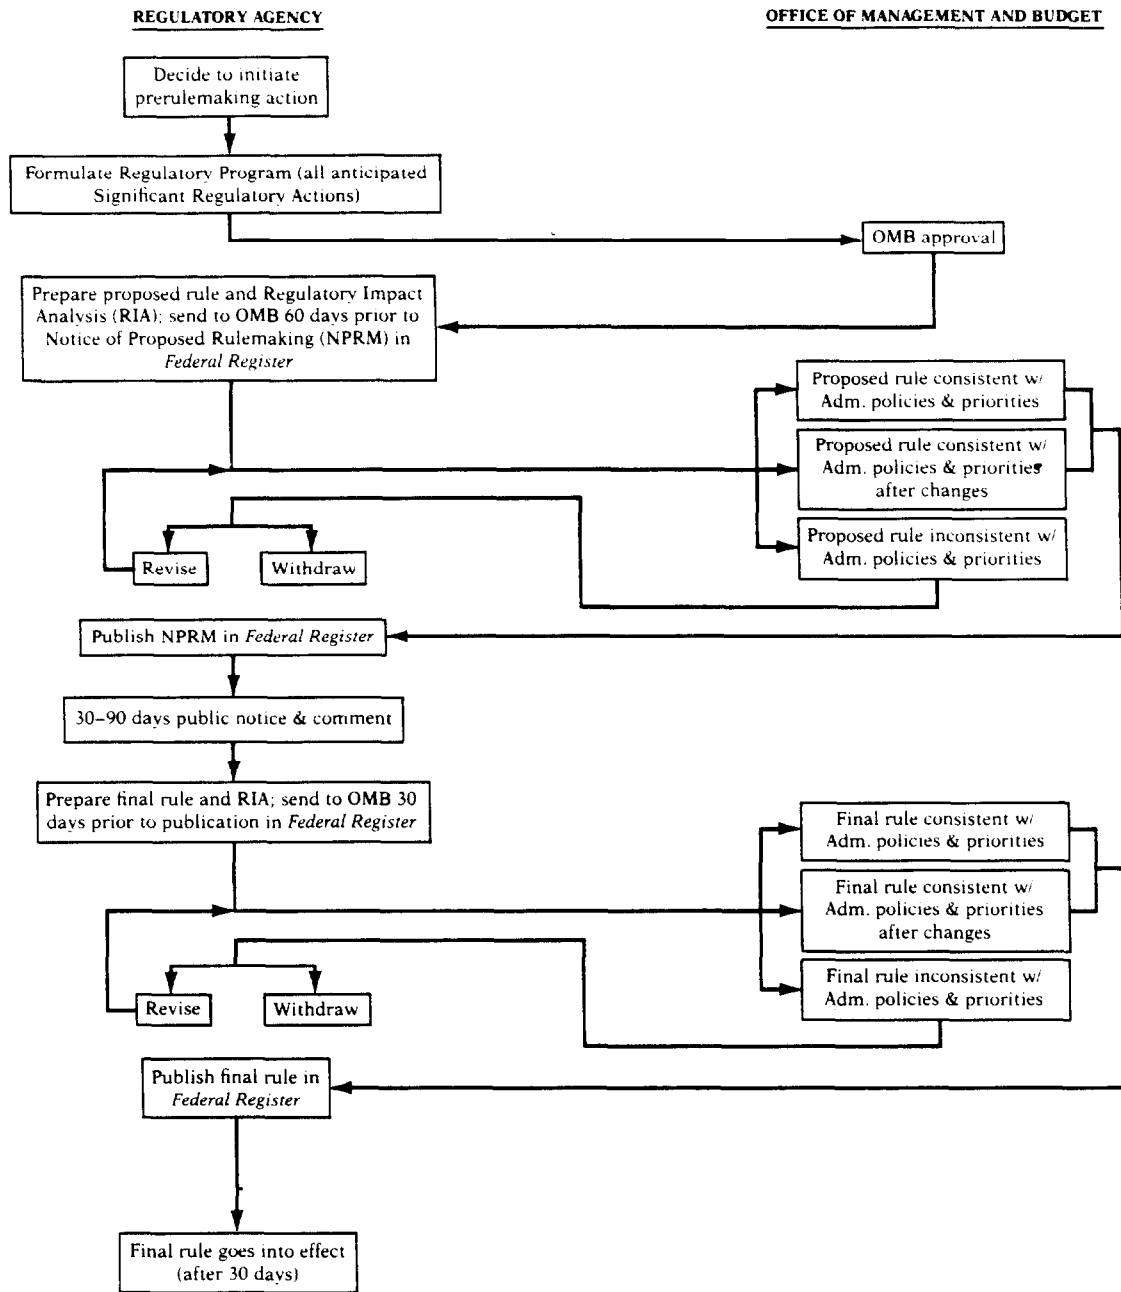 REGULATORY AGENCY
OFFICE OF MANAGEMENT AND BUDGET
Decide to initiate
prerulemaking action
Formulate Regulatory Program (all anticipated
Significant Regulatory Actions)
OMB approval
Prepare proposed rule and Regulatory Impact
Analysis (RIA); send to OMB 60 days prior to
Notice of Proposed Rulemaking (NPRM) in
Federal Register
Proposed rule consistent w/
Adm. policies & priorities
Proposed rule consistent w/
Adm. policies & priorities
after changes
Proposed rule inconsistent w/
Adm. policies & priorities
Revise
Withdraw
Publish NPRM in Federal Register
30–90 days public notice & comment
Prepare final rule and RIA; send to OMB 30
days prior to publication in Federal Register
Final rule consistent w/
Adm. policies & priorities
Final rule consistent w/
Adm. policies & priorities
after changes
Final rule inconsistent w/
Adm. policies & priorities
Revise
Withdraw
Publish final rule in
Federal Register
Final rule goes into effect
(after 30 days)